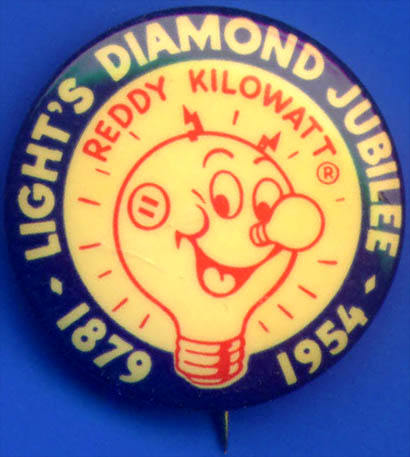 LIGHT'S DIAMOND JUBILEE
REDDY KILOWATT
®
1879 1954